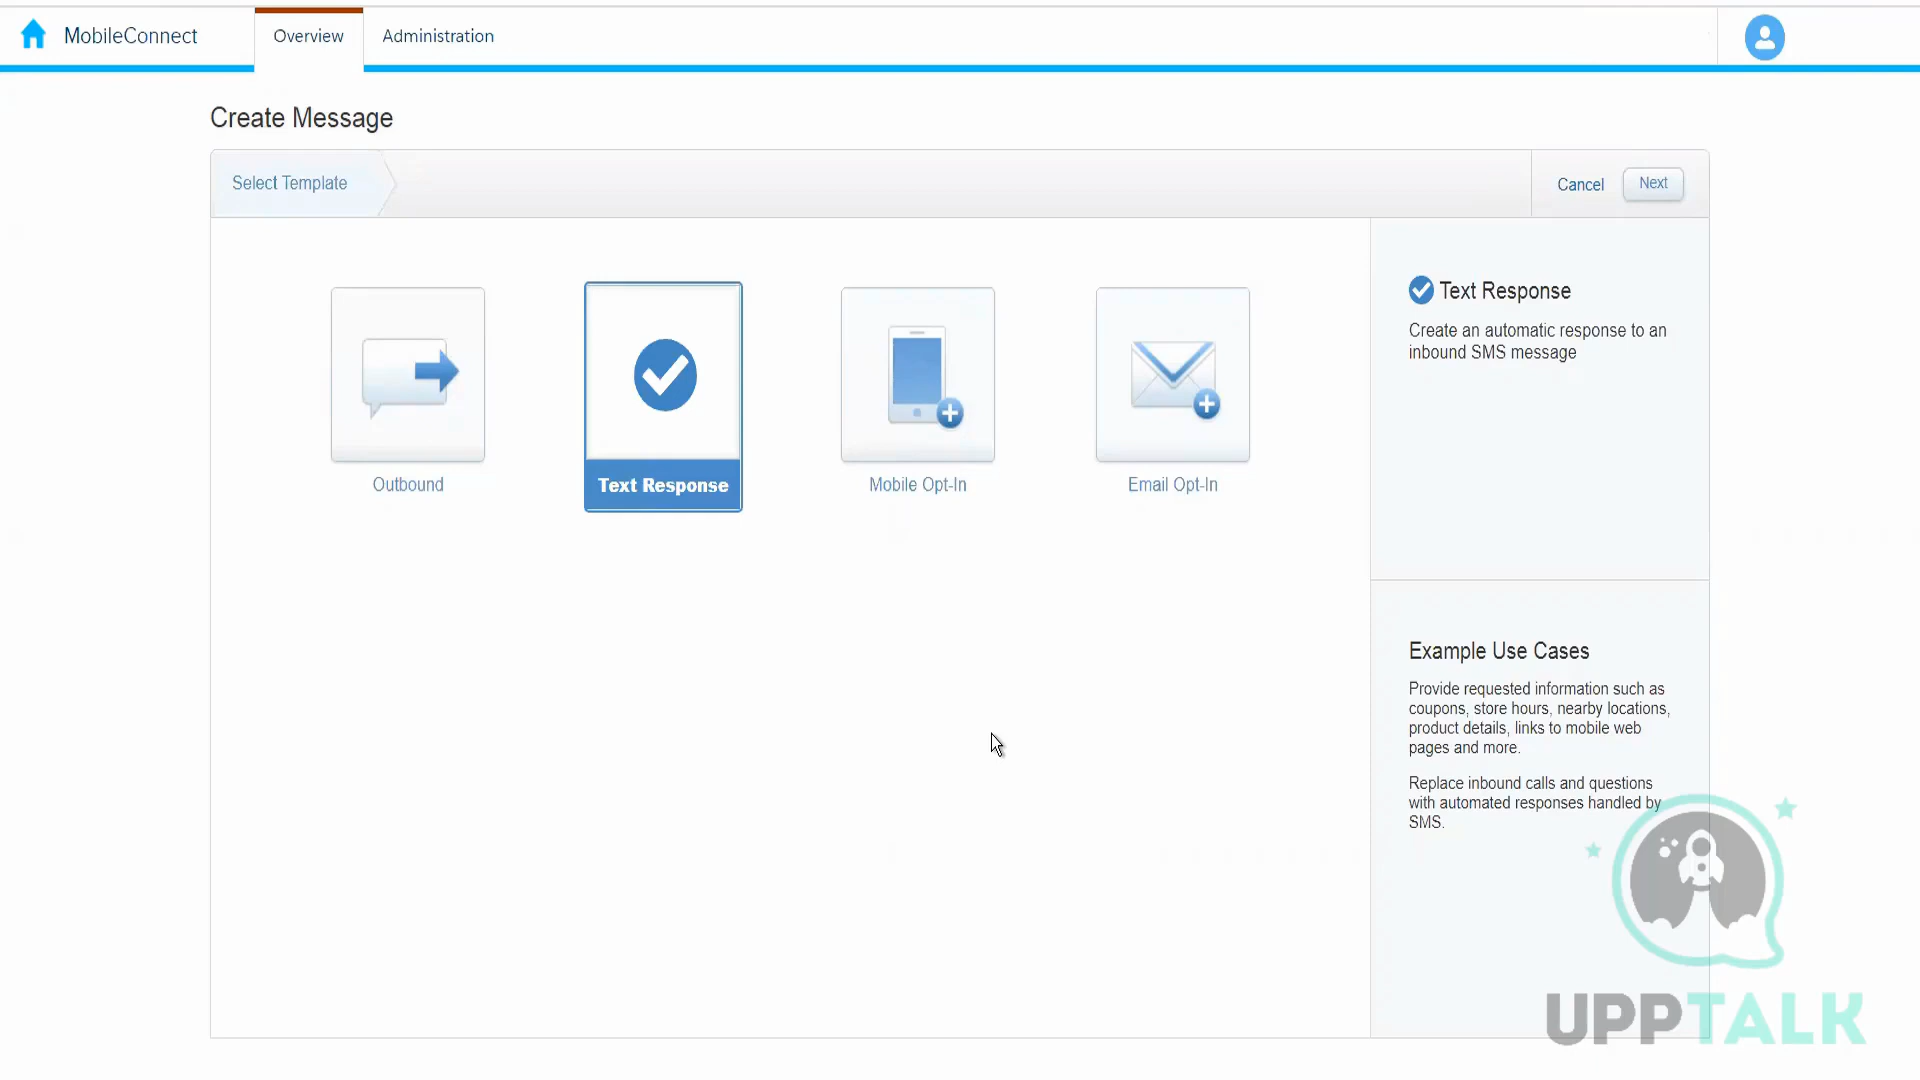 MobileConnect
Overview
Administration
Create Message
Select Template
Cancel
Next
Outbound
Text Response
Mobile Opt-In
Email Opt-In
Text Response
Create an automatic response to an
inbound SMS message
Example Use Cases
Provide requested information such as
coupons, store hours, nearby locations,
product details, links to mobile web
pages and more.
Replace inbound calls and questions
with automated responses handled by
SMS.
UPPTALK